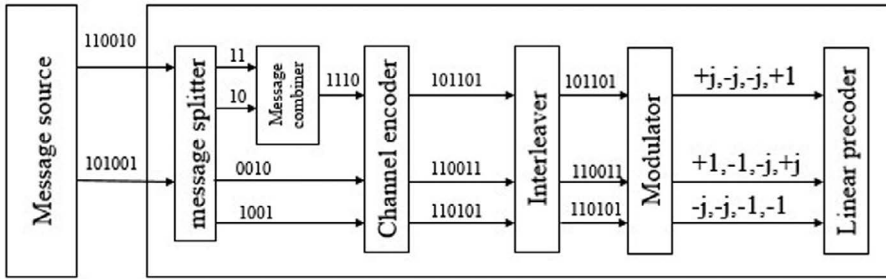 Message source
110010
101001
message splitter
11
10
Message
combiner
1110
0010
1001
Channel encoder
101101
110011
110101
Interleaver
101101
110011
110101
Modulator
+j,-j,-j,+1
+1,-1,-j,+j
-j,-j,-1,-1
Linear precoder